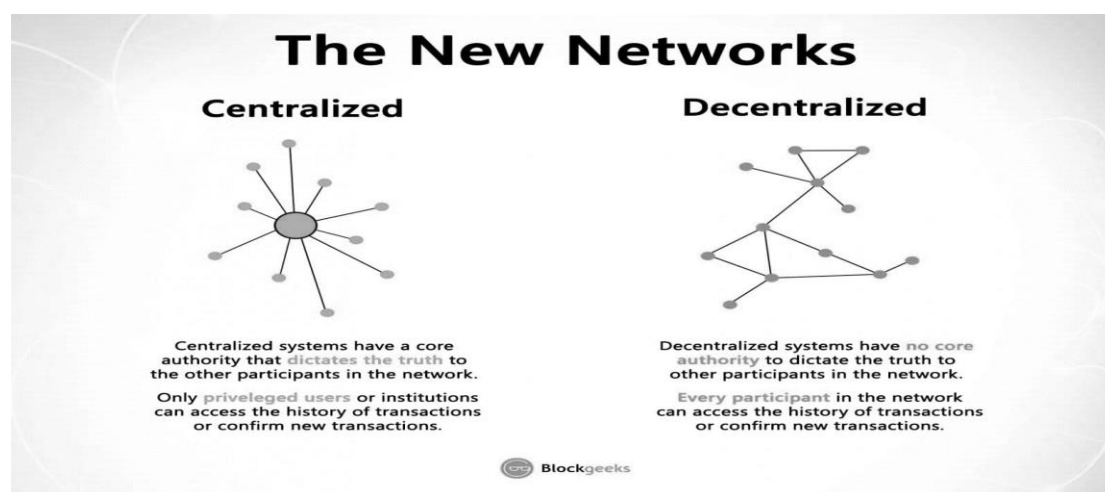 The New Networks
Centralized
Centralized systems have a core
authority that dictates the truth to
the other participants in the network.
Only priveleged users or institutions
can access the history of transactions
or confirm new transactions.
Decentralized
Decentralized systems have no core
authority to dictate the truth to
other participants in the network.
Every participant in the network
can access the history of transactions
or confirm new transactions.
Blockgeeks